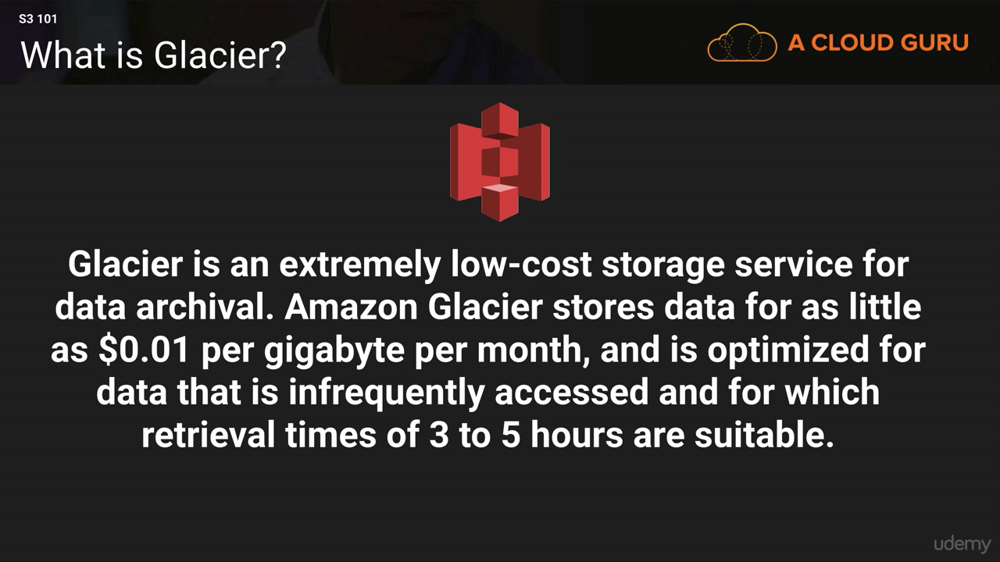 S3 101
What is Glacier?
A CLOUD GURU
Glacier is an extremely low-cost storage service for
data archival. Amazon Glacier stores data for as little
as $0.01 per gigabyte per month, and is optimized for
data that is infrequently accessed and for which
retrieval times of 3 to 5 hours are suitable.
udemy